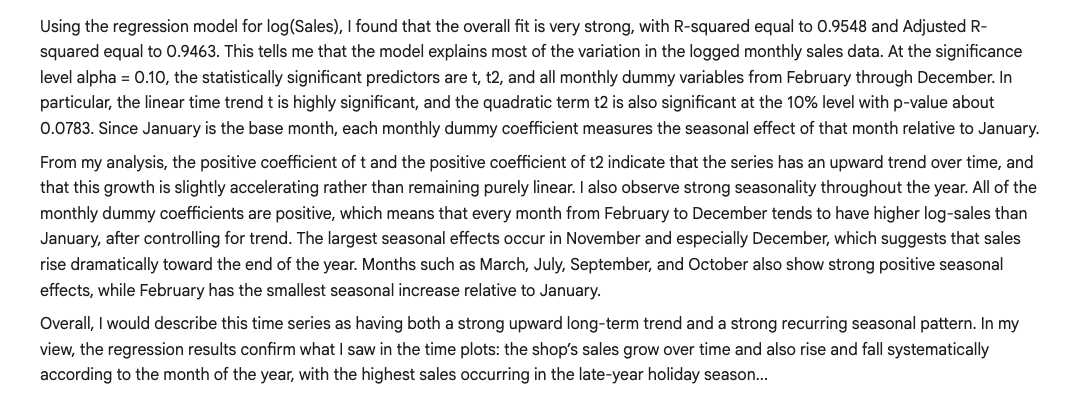 Using the regression model for log(Sales), I found that the overall fit is very strong, with R-squared equal to 0.9548 and Adjusted R-
squared equal to 0.9463. This tells me that the model explains most of the variation in the logged monthly sales data. At the significance
level alpha = 0.10, the statistically significant predictors are t, t2, and all monthly dummy variables from February through December. In
particular, the linear time trend t is highly significant, and the quadratic term t2 is also significant at the 10% level with p-value about
0.0783. Since January is the base month, each monthly dummy coefficient measures the seasonal effect of that month relative to January.
From my analysis, the positive coefficient of t and the positive coefficient of t2 indicate that the series has an upward trend over time, and
that this growth is slightly accelerating rather than remaining purely linear. I also observe strong seasonality throughout the year. All of the
monthly dummy coefficients are positive, which means that every month from February to December tends to have higher log-sales than
January, after controlling for trend. The largest seasonal effects occur in November and especially December, which suggests that sales
rise dramatically toward the end of the year. Months such as March, July, September, and October also show strong positive seasonal
effects, while February has the smallest seasonal increase relative to January.
Overall, I would describe this time series as having both a strong upward long-term trend and a strong recurring seasonal pattern. In my
view, the regression results confirm what I saw in the time plots: the shop's sales grow over time and also rise and fall systematically
according to the month of the year, with the highest sales occurring in the late-year holiday season...